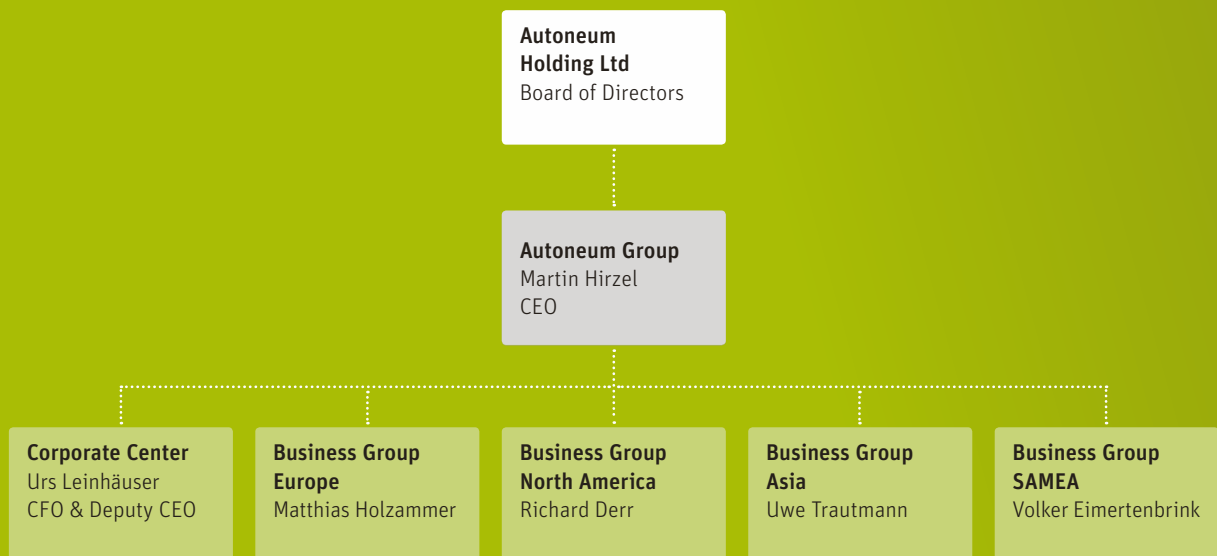 Autoneum
Holding Ltd
Board of Directors
Autoneum Group
Martin Hirzel
CEO
Corporate Center
Urs Leinhäuser
CFO & Deputy CEO
Business Group
Europe
Matthias Holzammer
Business Group
North America
Richard Derr
Business Group
Asia
Uwe Trautmann
Business Group
SAMEA
Volker Eimertenbrink